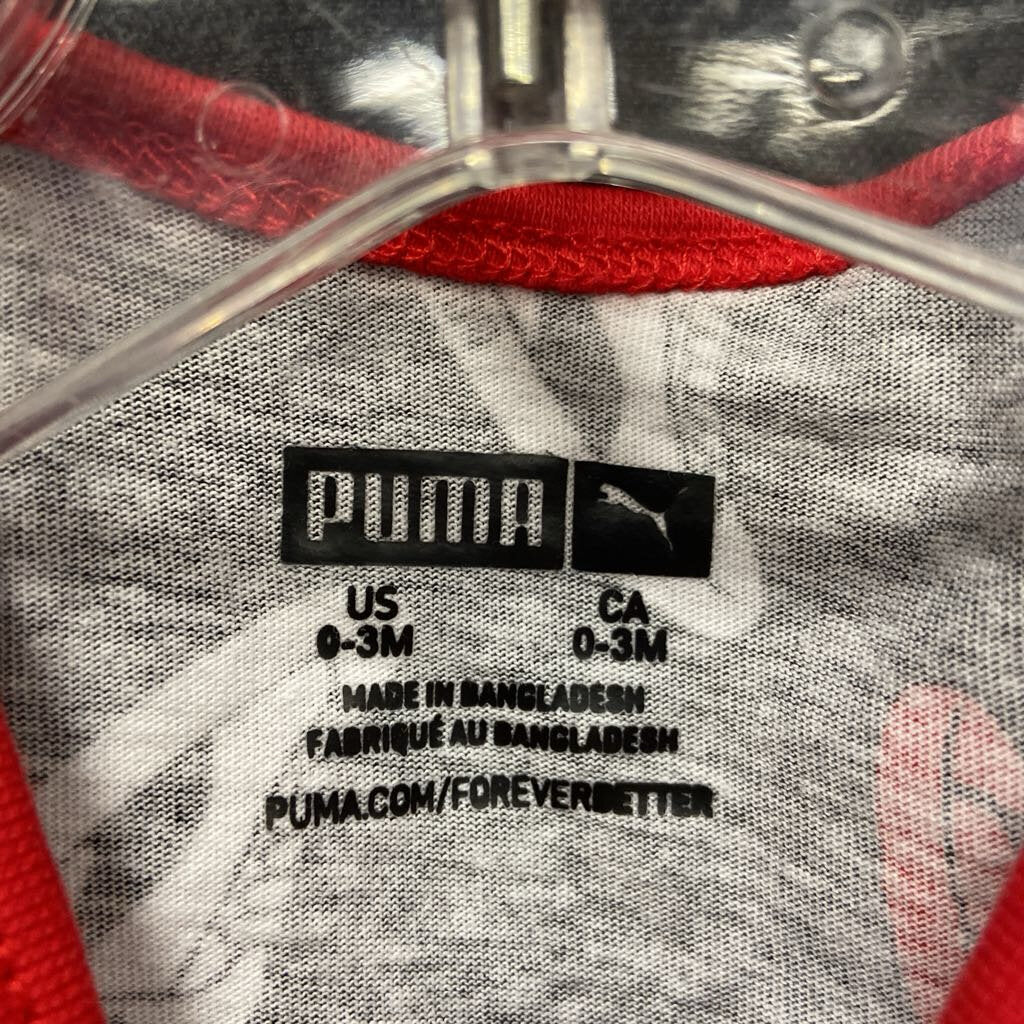 PUMA
US CA
0-3M 0-3M
MADE IN BANGLADESH
FABRIQUÉ AU BANGLADESH
PUMA.COM/FOREVERBETTER